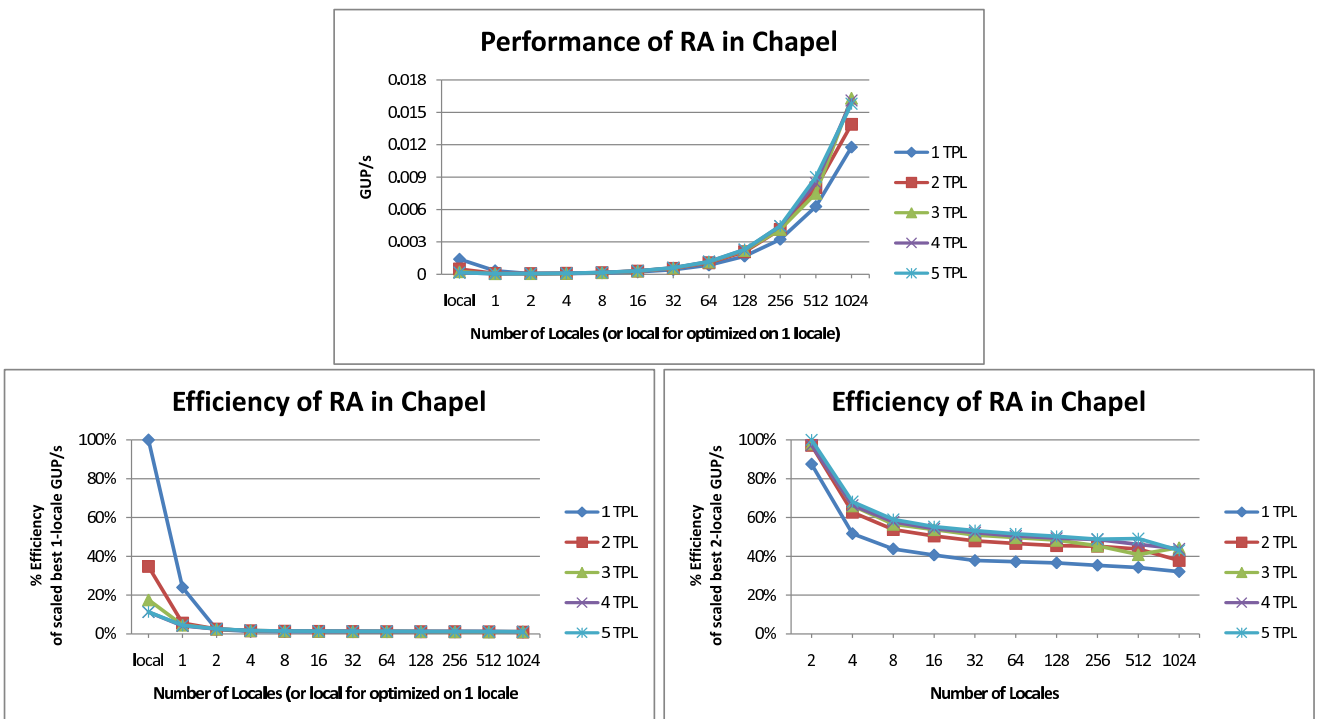 Performance of RA in Chapel
GUP/s
0.018
0.015
0.012
0.009
0.006
0.003
0
local 1 2 4 8 16 32 64 128 256 512 1024
Number of Locales (or local for optimized on 1 locale)
1 TPL
2 TPL
3 TPL
4 TPL
5 TPL
Efficiency of RA in Chapel
% Efficiency
of scaled best 1-locale GUP/s
100%
80%
60%
40%
20%
0%
local 1 2 4 8 16 32 64 128 256 512 1024
Number of Locales (or local for optimized on 1 locale
1 TPL
2 TPL
3 TPL
4 TPL
5 TPL
Efficiency of RA in Chapel
% Efficiency
of scaled best 2-locale GUP/s
100%
80%
60%
40%
20%
0%
2 4 8 16 32 64 128 256 512 1024
Number of Locales
1 TPL
2 TPL
3 TPL
4 TPL
5 TPL